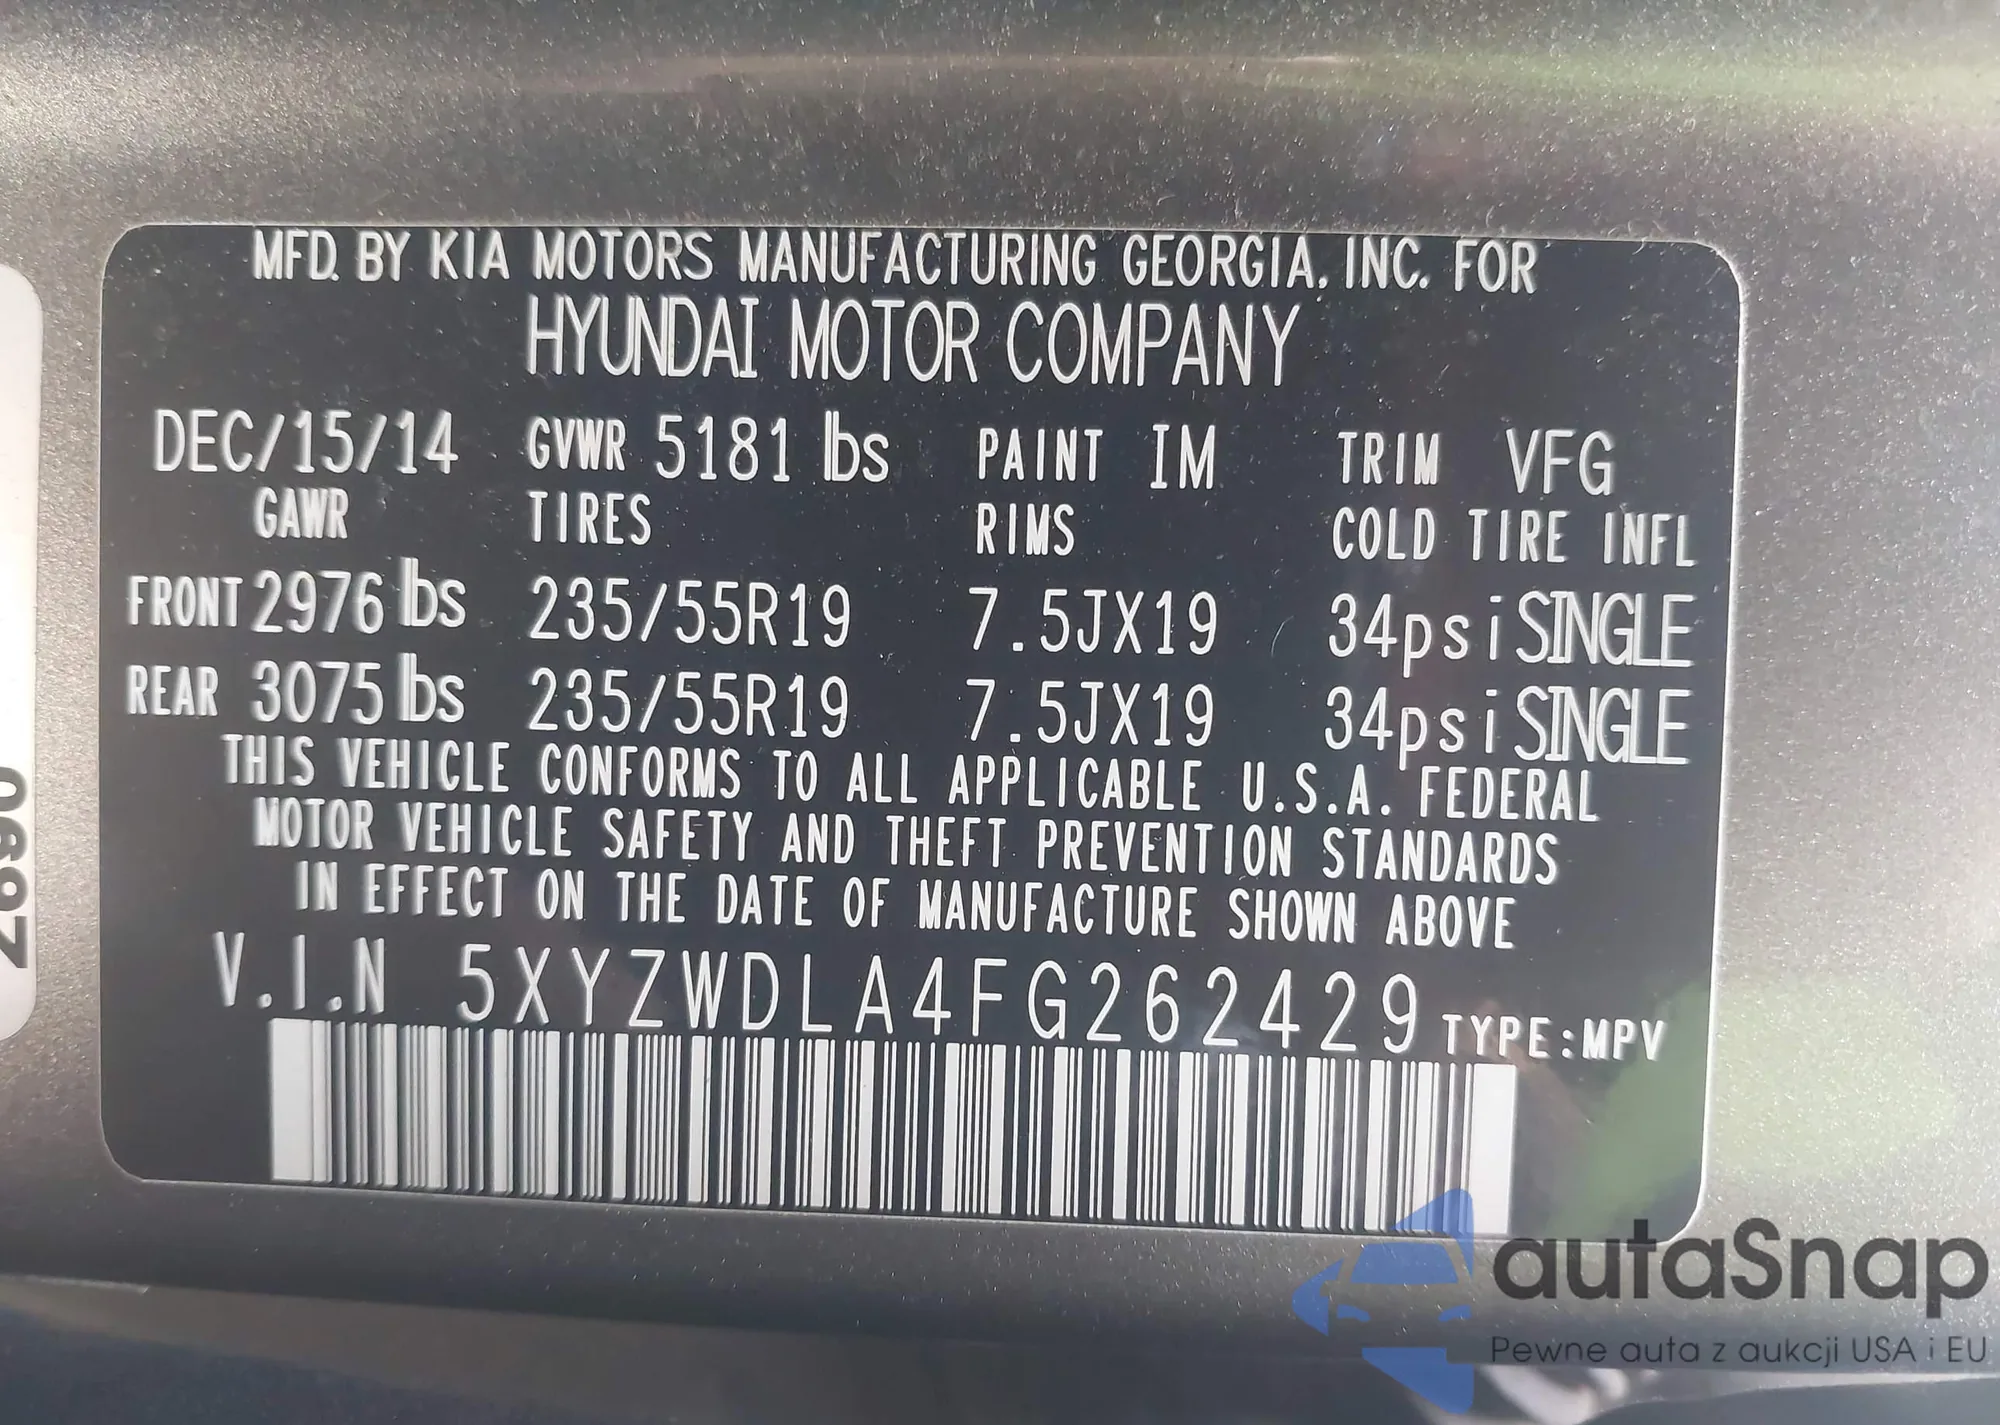 MFD. BY KIA MOTORS MANUFACTURING GEORGIA, INC. FOR
HYUNDAI MOTOR COMPANY
DEC/15/14 GVWR 5181 lbs PAINT IM TRIM VFG
GAWR TIRES RIMS COLD TIRE INFL
FRONT 2976 lbs 235/55R19 7.5JX19 34psi SINGLE
REAR 3075 lbs 235/55R19 7.5JX19 34psi SINGLE
THIS VEHICLE CONFORMS TO ALL APPLICABLE U.S.A. FEDERAL
MOTOR VEHICLE SAFETY AND THEFT PREVENTION STANDARDS
IN EFFECT ON THE DATE OF MANUFACTURE SHOWN ABOVE
V.I.N 5XYZWDLA4FG262429 TYPE:MPV
autaSnap
Pewne auta z aukcji USA i EU